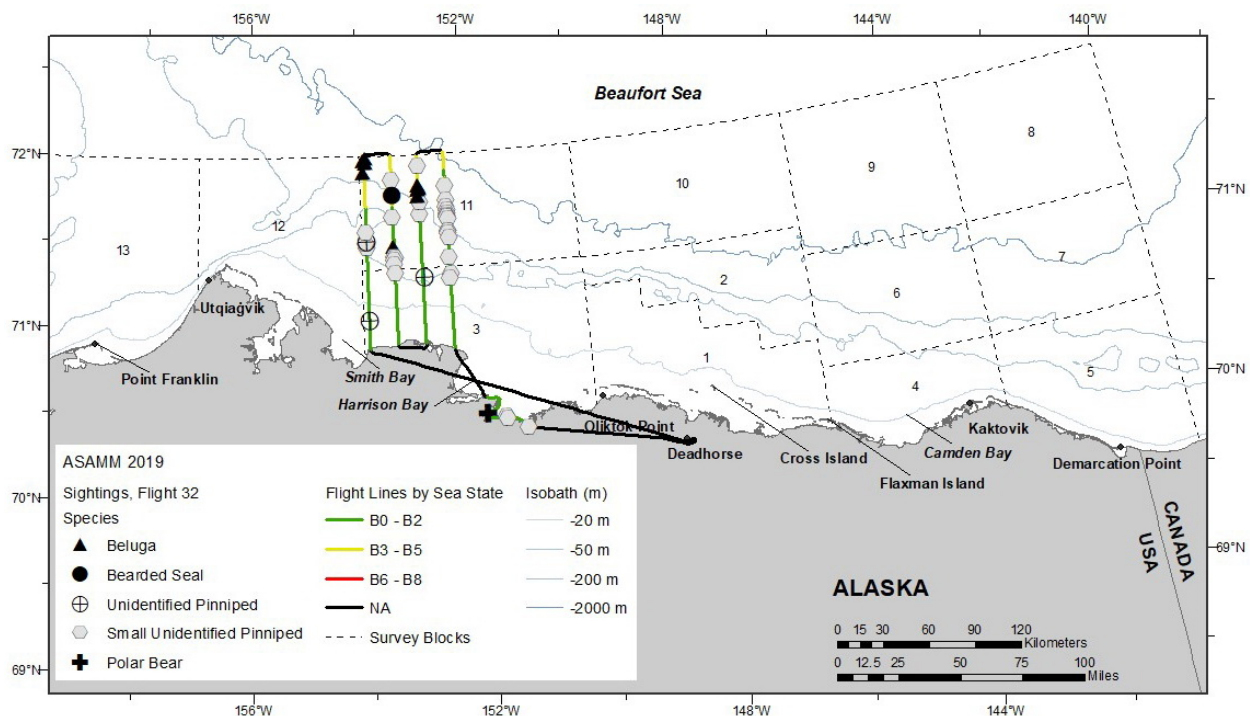 156°W 152°W 148°W 144°W 140°W
Beaufort Sea
8
9
10
72°N
71°N
11
12
13
7
2
6
Utqiaġvik
71°N
3
1
5
70°N
Point Franklin
Smith Bay
4
Harrison Bay
Oliktok Point
Kaktovik
Deadhorse
Cross Island
Camden Bay
Demarcation Point
Flaxman Island
ASAMM 2019
Sightings, Flight 32
Species
Beluga
Bearded Seal
Unidentified Pinniped
Small Unidentified Pinniped
Polar Bear
Flight Lines by Sea State
B0 - B2
B3 - B5
B6 - B8
NA
Survey Blocks
Isobath (m)
-20 m
-50 m
-200 m
-2000 m
70°N
69°N
CANADA
USA
69°N
ALASKA
0 15 30 60 90 120
Kilometers
0 12.5 25 50 75 100
Miles
156°W 152°W 148°W 144°W